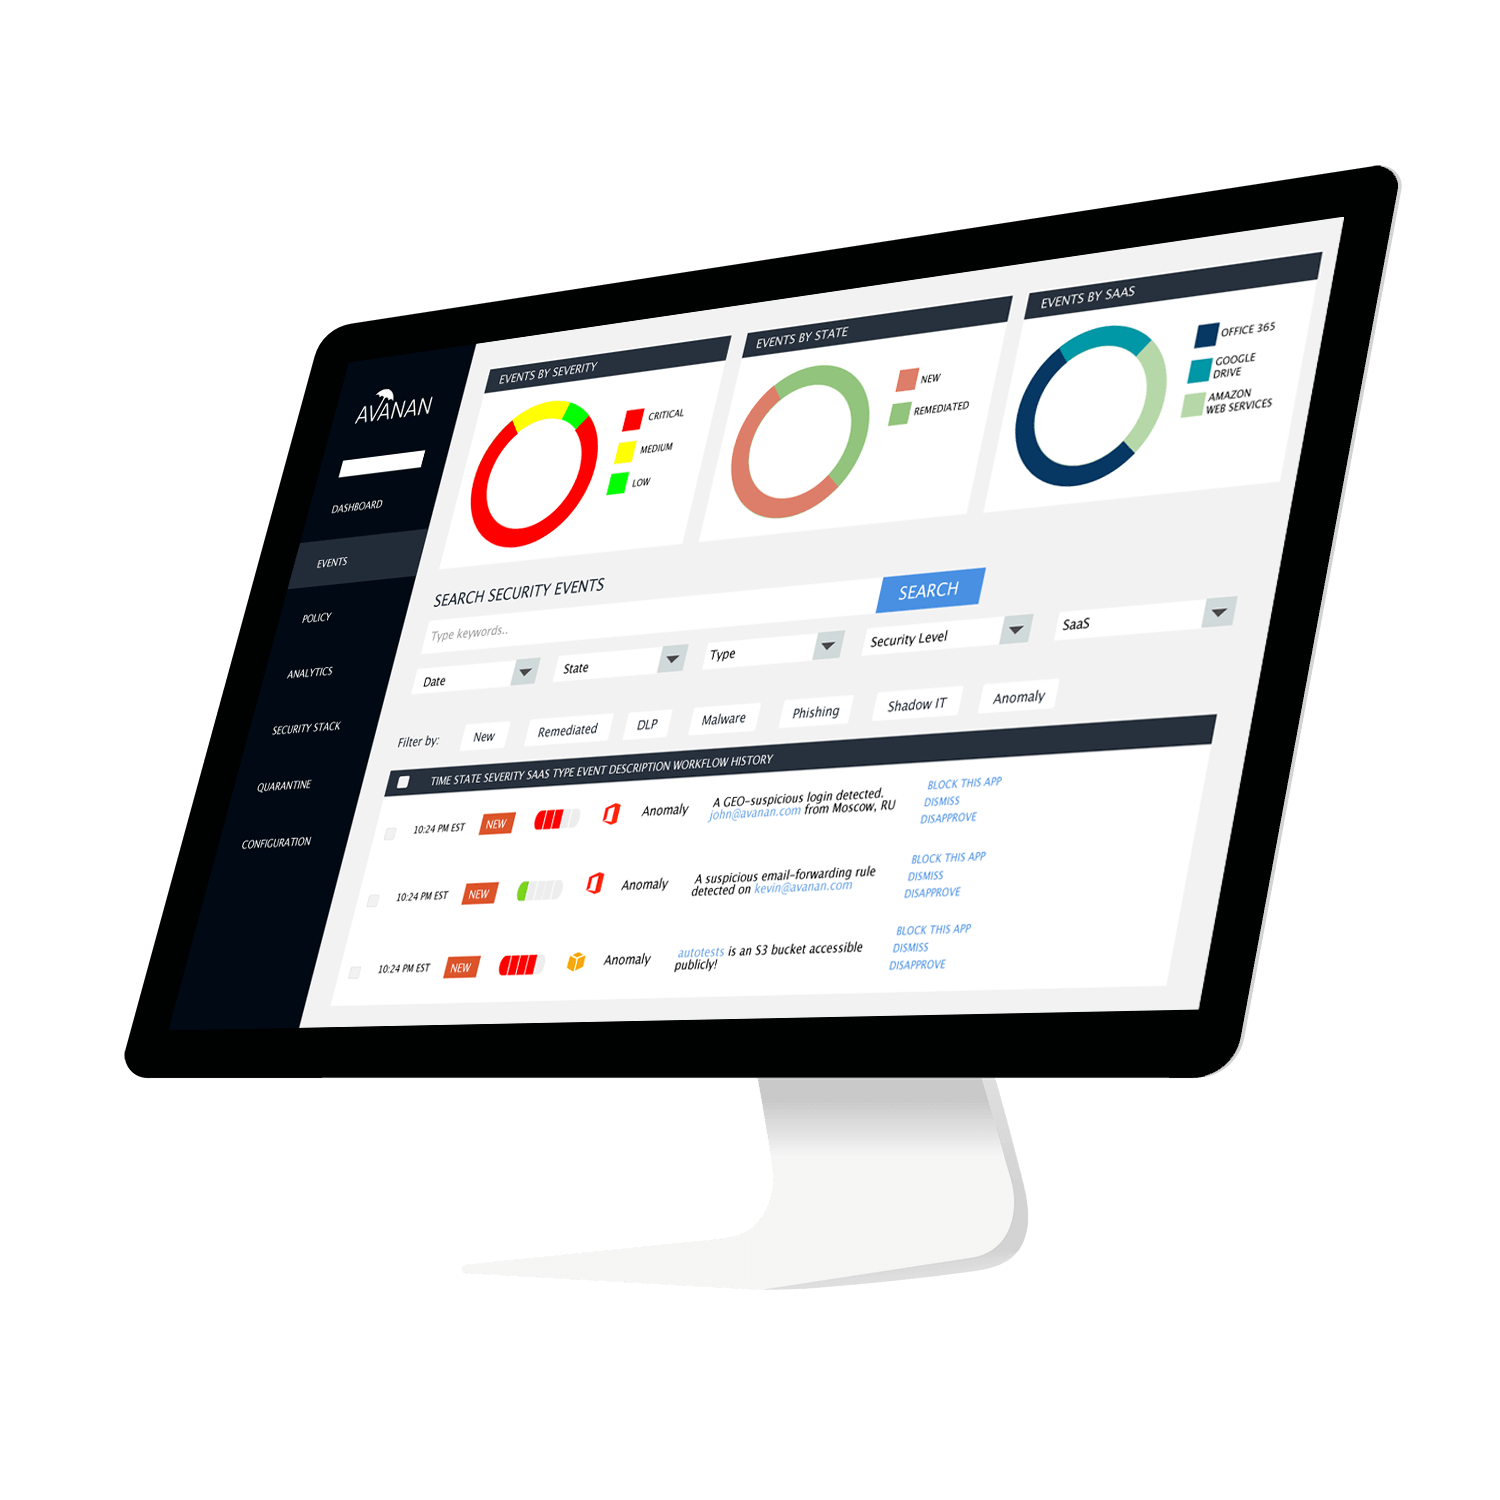 AVANAN
DASHBOARD
EVENTS
POLICY
ANALYTICS
SECURITY STACK
QUARANTINE
CONFIGURATION
EVENTS BY SEVERITY
CRITICAL
MEDIUM
LOW
EVENTS BY STATE
NEW
REMEDIATED
EVENTS BY SAAS
OFFICE 365
GOOGLE
DRIVE
AMAZON
WEB SERVICES
SEARCH SECURITY EVENTS
Type keywords..
SEARCH
Date
State
Type
Security Level
SaaS
Filter by:
New
Remediated
DLP
Malware
Phishing
Shadow IT
Anomaly
TIME STATE SEVERITY SAAS TYPE EVENT DESCRIPTION WORKFLOW HISTORY
10:24 PM EST
NEW
Anomaly
A GEO-suspicious login detected.
john@avanan.com from Moscow, RU
BLOCK THIS APP
DISMISS
DISAPPROVE
10:24 PM EST
NEW
Anomaly
A suspicious email-forwarding rule
detected on kevin@avanan.com
BLOCK THIS APP
DISMISS
DISAPPROVE
10:24 PM EST
NEW
Anomaly
autotests is an S3 bucket accessible
publicly!
BLOCK THIS APP
DISMISS
DISAPPROVE